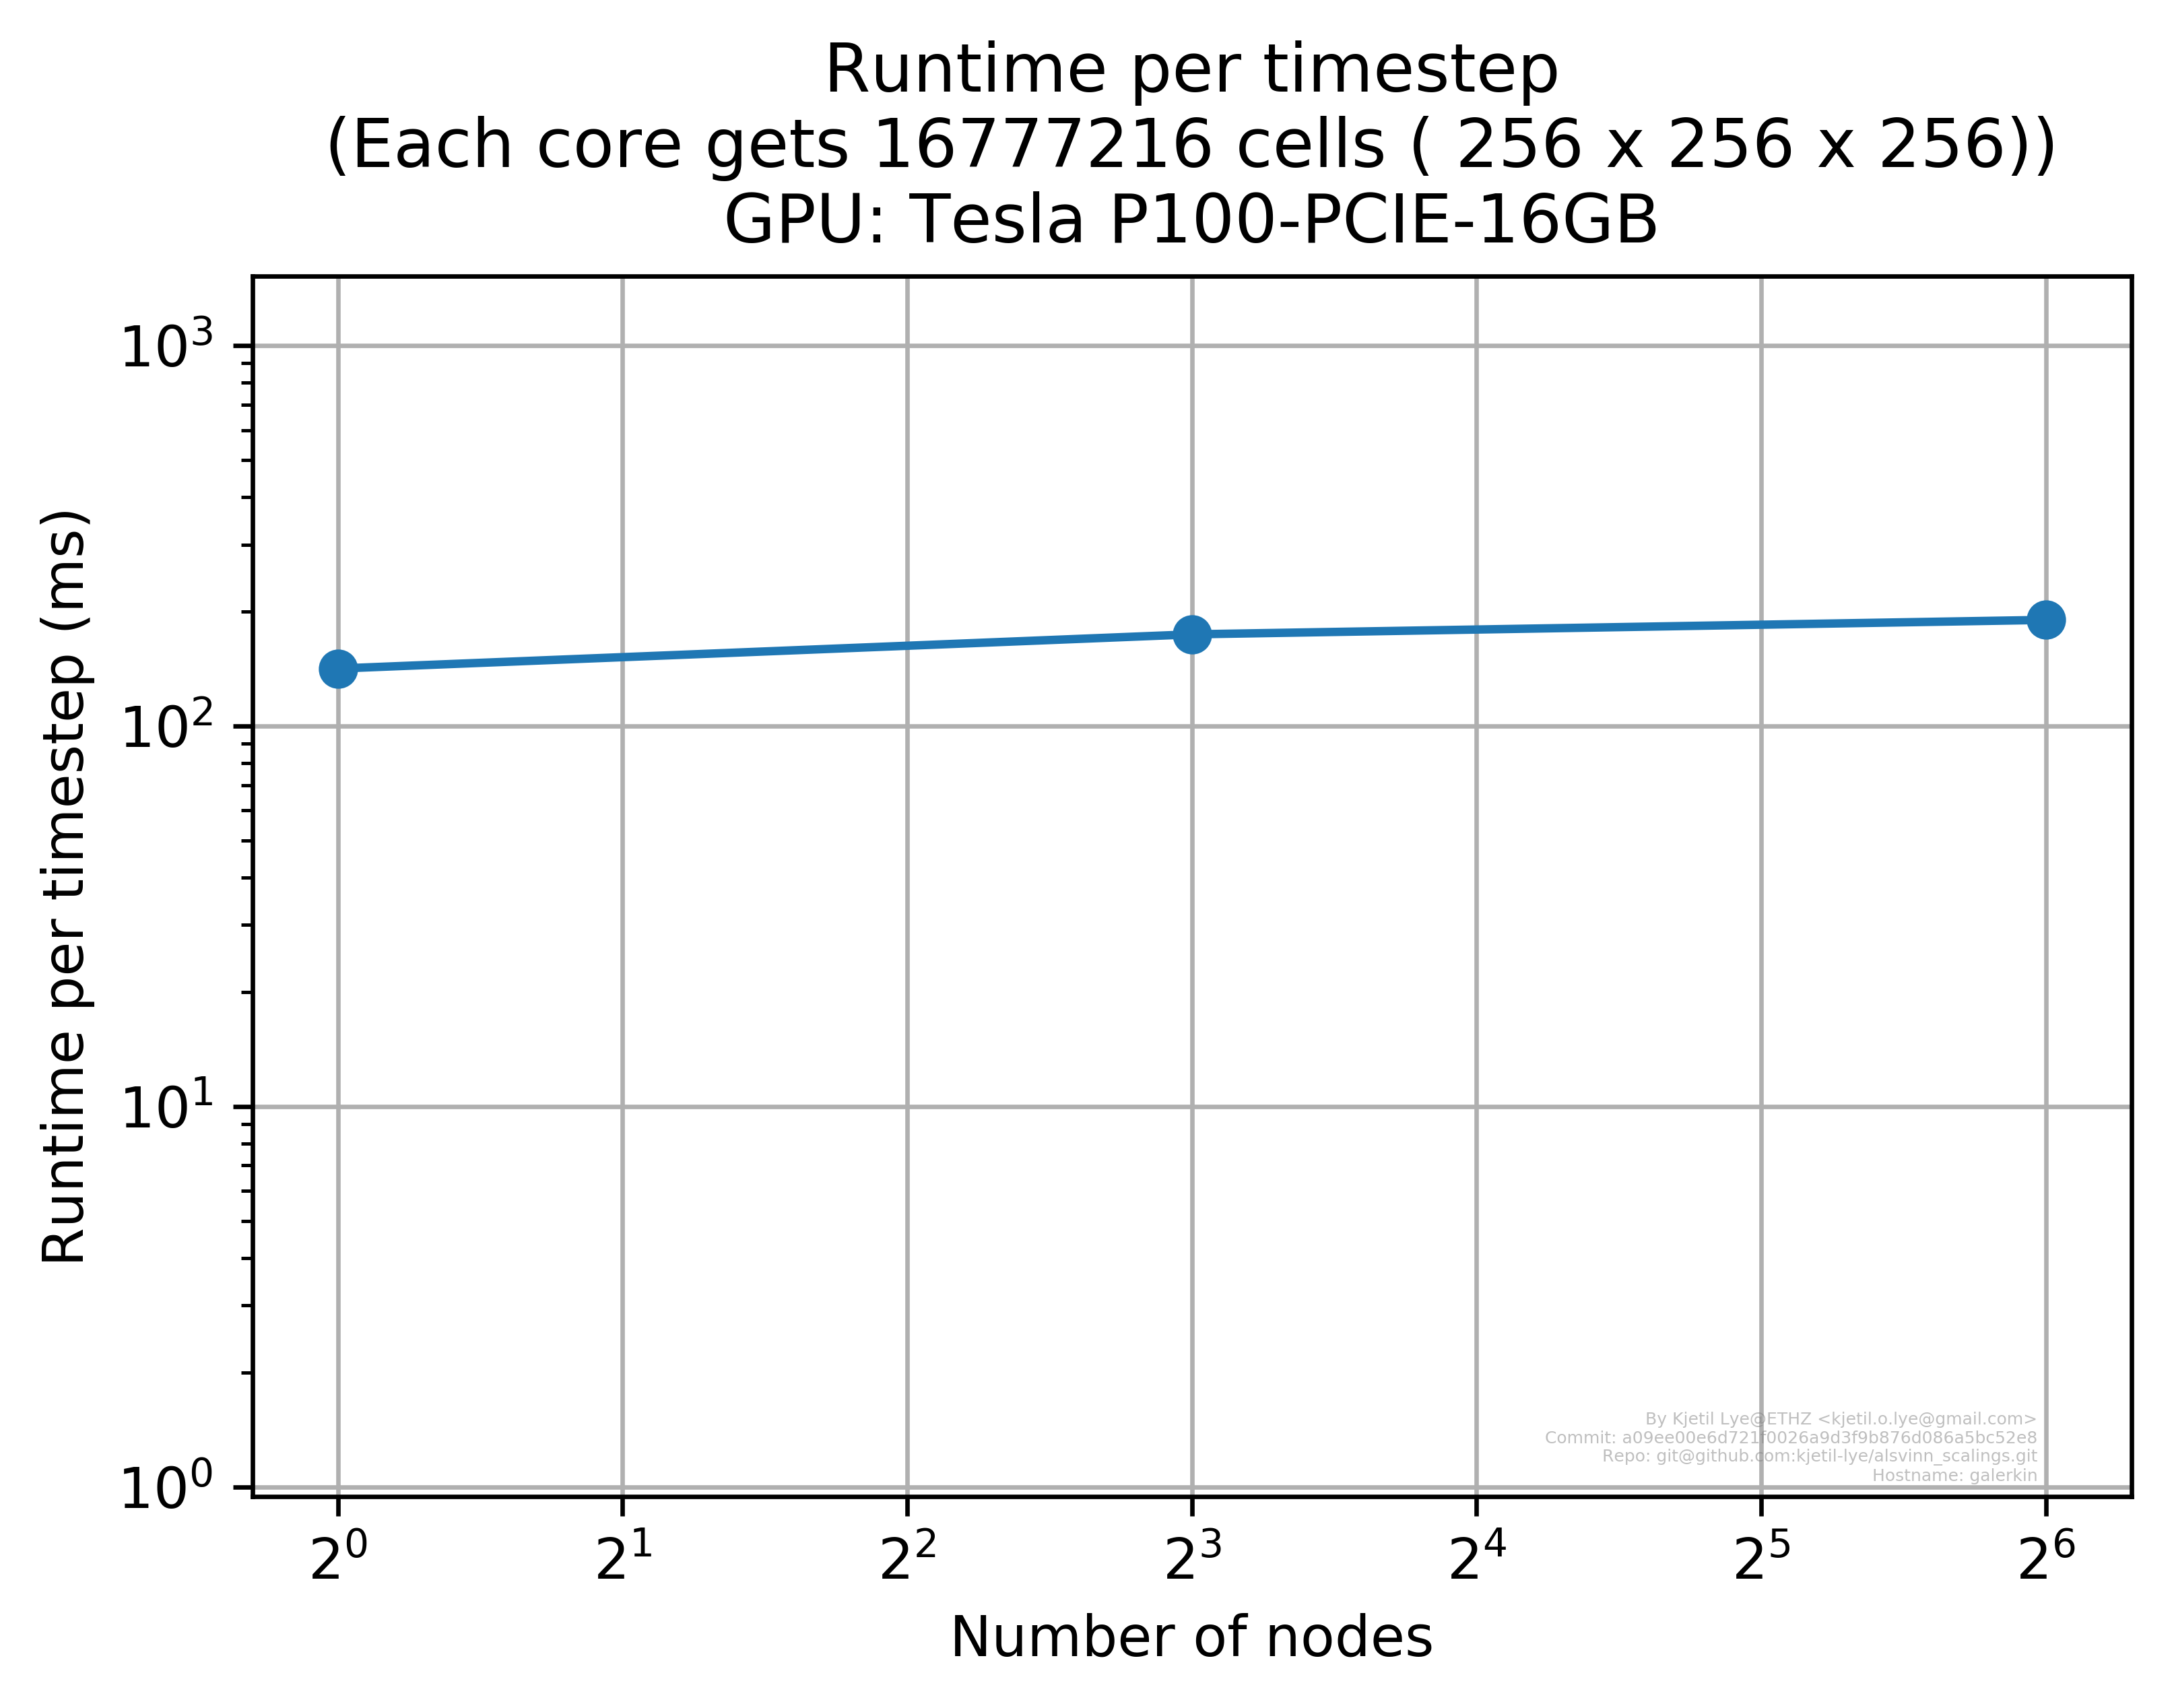 Runtime per timestep
(Each core gets 16777216 cells ( 256 x 256 x 256))
GPU: Tesla P100-PCIE-16GB
Runtime per timestep (ms)
10³
10²
10¹
10⁰
By Kjetil Lye@ETHZ <kjetil.o.lye@gmail.com>
Commit: a09ee00e6d721f0026a9d3f9b876d086a5bc52e8
Repo: git@github.com:kjetil-lye/alsvinn_scalings.git
Hostname: galerkin
2⁰ 2¹ 2² 2³ 2⁴ 2⁵ 2⁶
Number of nodes